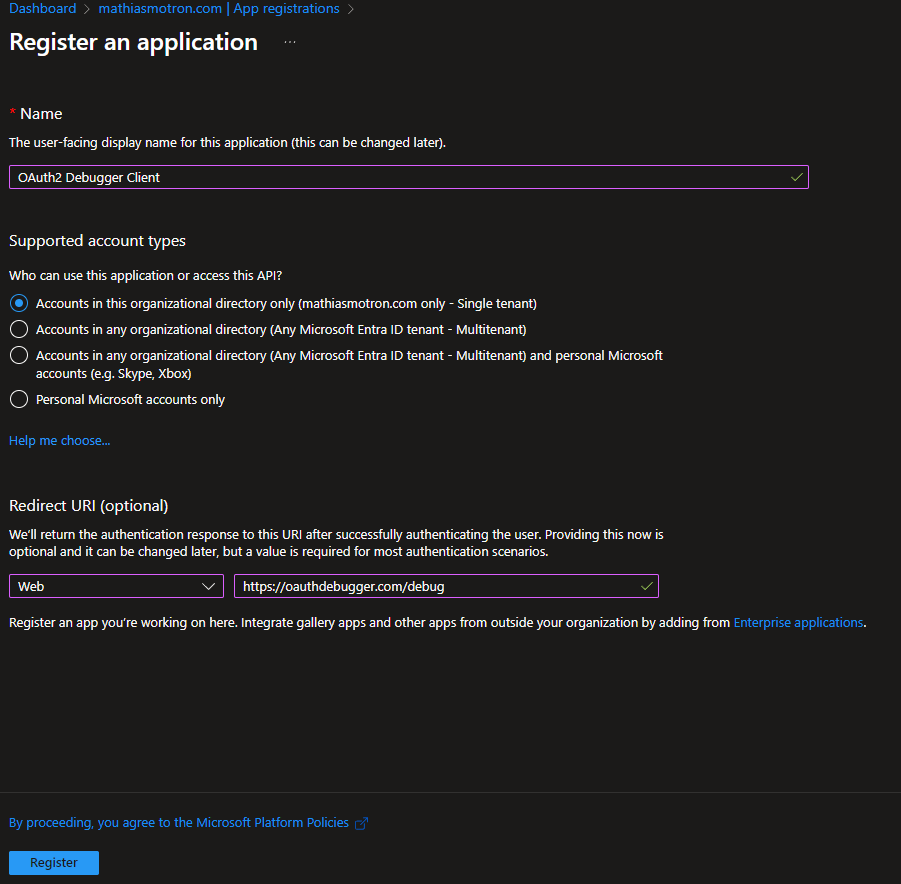 Dashboard > mathiasmotron.com | App registrations >
Register an application ...
* Name
The user-facing display name for this application (this can be changed later).
OAuth2 Debugger Client
Supported account types
Who can use this application or access this API?
Accounts in this organizational directory only (mathiasmotron.com only - Single tenant)
Accounts in any organizational directory (Any Microsoft Entra ID tenant - Multitenant)
Accounts in any organizational directory (Any Microsoft Entra ID tenant - Multitenant) and personal Microsoft
accounts (e.g. Skype, Xbox)
Personal Microsoft accounts only
Help me choose...
Redirect URI (optional)
We'll return the authentication response to this URI after successfully authenticating the user. Providing this now is
optional and it can be changed later, but a value is required for most authentication scenarios.
Web https://oauthdebugger.com/debug
Register an app you're working on here. Integrate gallery apps and other apps from outside your organization by adding from Enterprise applications.
By proceeding, you agree to the Microsoft Platform Policies
Register